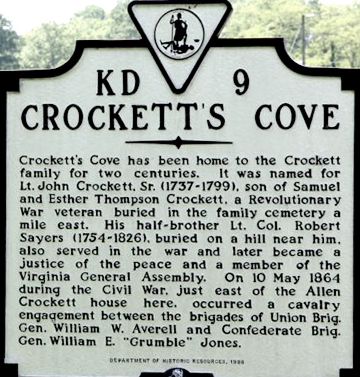 KD 9
CROCKETT'S COVE
Crockett's Cove has been home to the Crockett
family for two centuries. It was named for
Lt. John Crockett, Sr. (1737-1799), son of Samuel
and Esther Thompson Crockett, a Revolutionary
War veteran buried in the family cemetery a
mile east. His half-brother Lt. Col. Robert
Sayers (1754-1826), buried on a hill near him,
also served in the war and later became a
justice of the peace and a member of the
Virginia General Assembly. On 10 May 1864
during the Civil War, just east of the Allen
Crockett house here, occurred a cavalry
engagement between the brigades of Union Brig.
Gen. William W. Averell and Confederate Brig.
Gen. William E. "Grumble" Jones.
DEPARTMENT OF HISTORIC RESOURCES, 1998